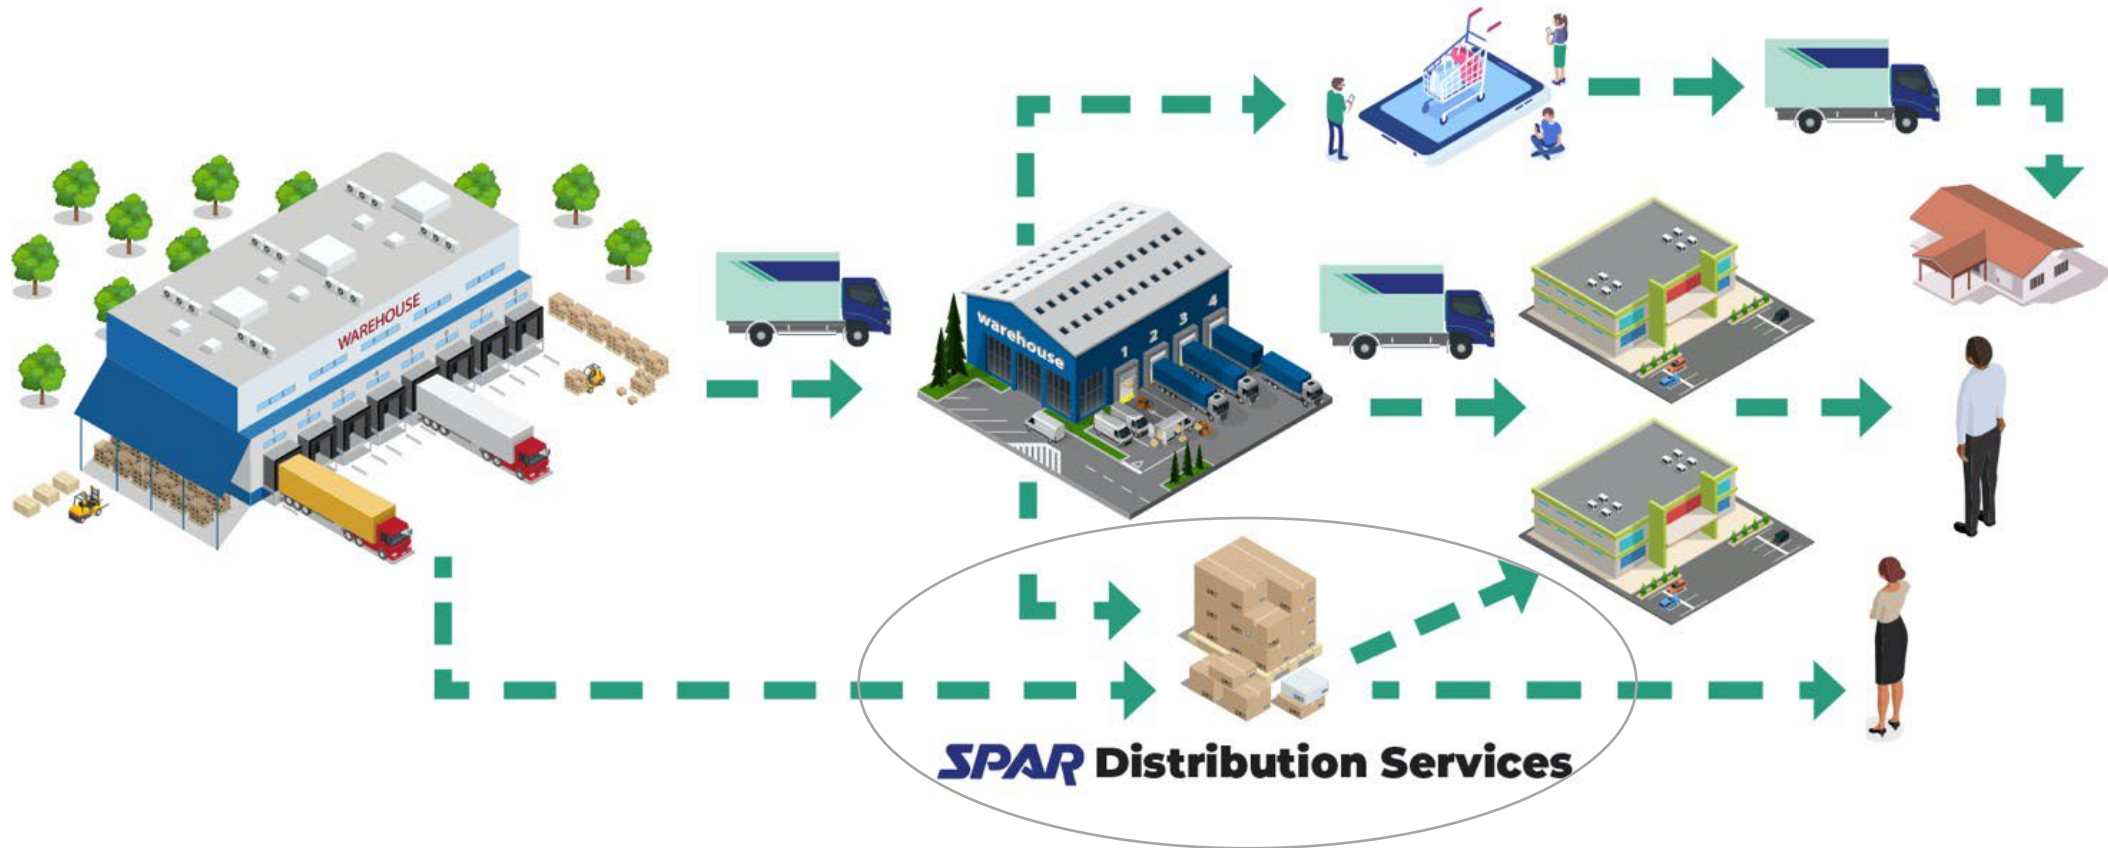 WAREHOUSE
warehouse
1 2 3 4
SPAR Distribution Services